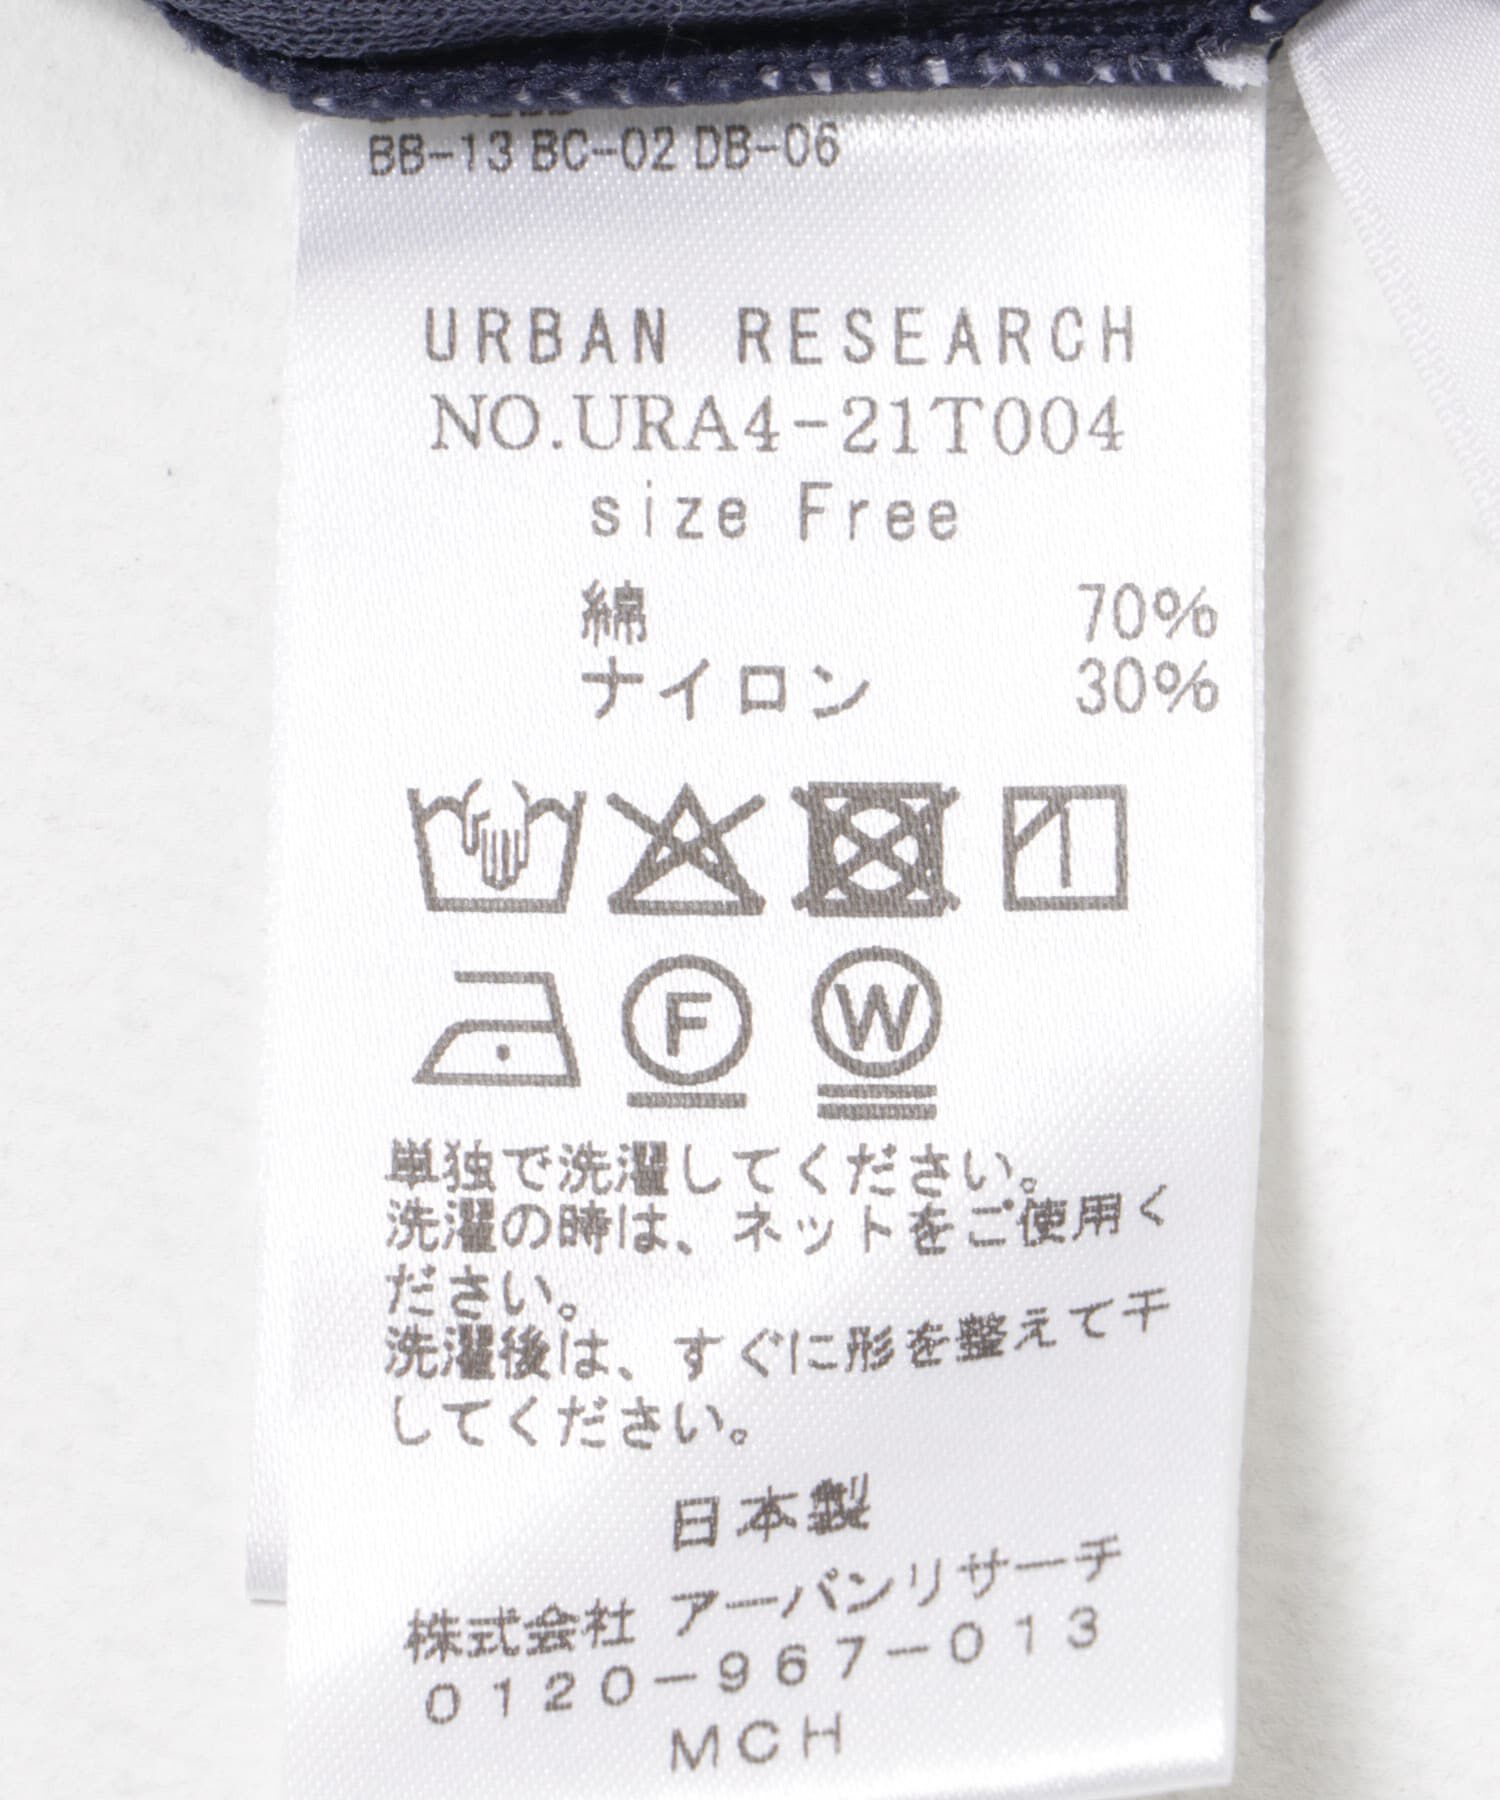 BB-13 BC-02 DB-06
URBAN RESEARCH
NO.URA4-21T004
size Free
綿 70%
ナイロン 30%
F W
単独で洗濯してください。
洗濯の時は、ネットをご使用く
ださい。
洗濯後は、すぐに形を整えて干
してください。
日本製
株式会社 アーバンリサーチ
0120-967-013
MCH